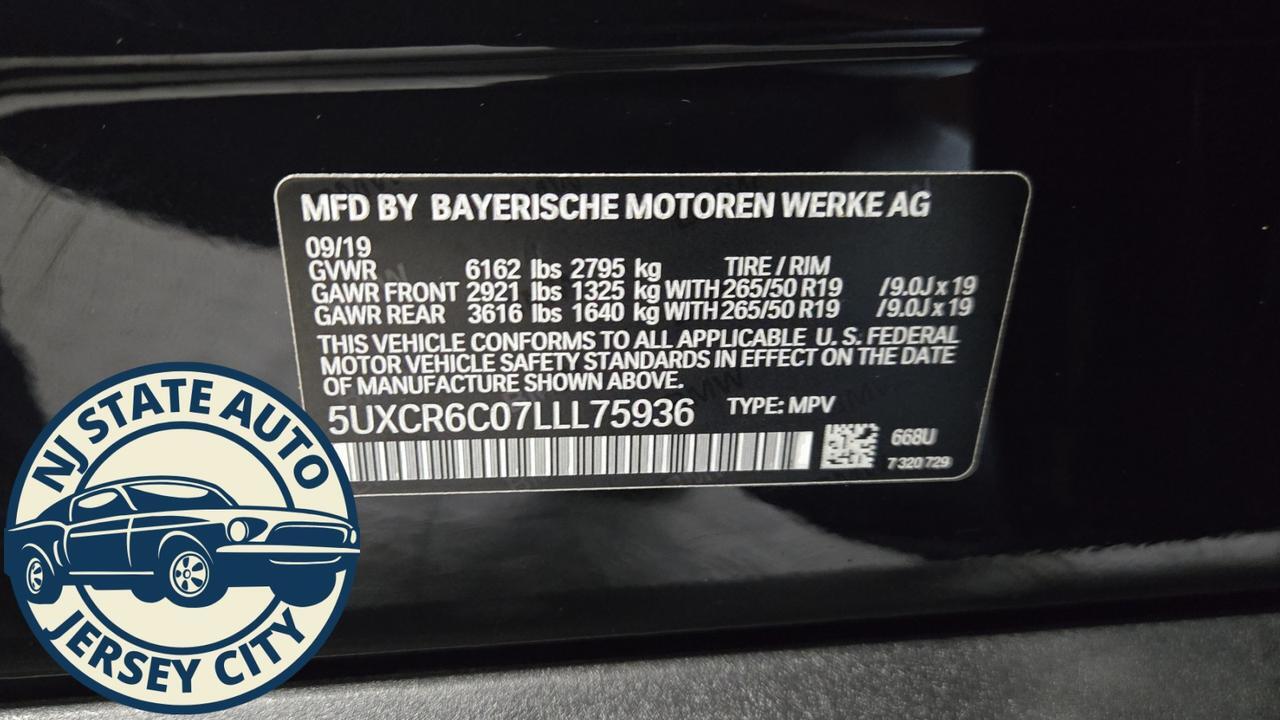 MFD BY BAYERISCHE MOTOREN WERKE AG
09/19
GVWR 6162 lbs 2795 kg TIRE / RIM
GAWR FRONT 2921 lbs 1325 kg WITH 265/50 R19 /9.0J x 19
GAWR REAR 3616 lbs 1640 kg WITH 265/50 R19 /9.0J x 19
THIS VEHICLE CONFORMS TO ALL APPLICABLE U. S. FEDERAL
MOTOR VEHICLE SAFETY STANDARDS IN EFFECT ON THE DATE
OF MANUFACTURE SHOWN ABOVE.
5UXCR6C07LLL75936 TYPE: MPV
668U
7 320 729
NJ STATE AUTO
JERSEY CITY